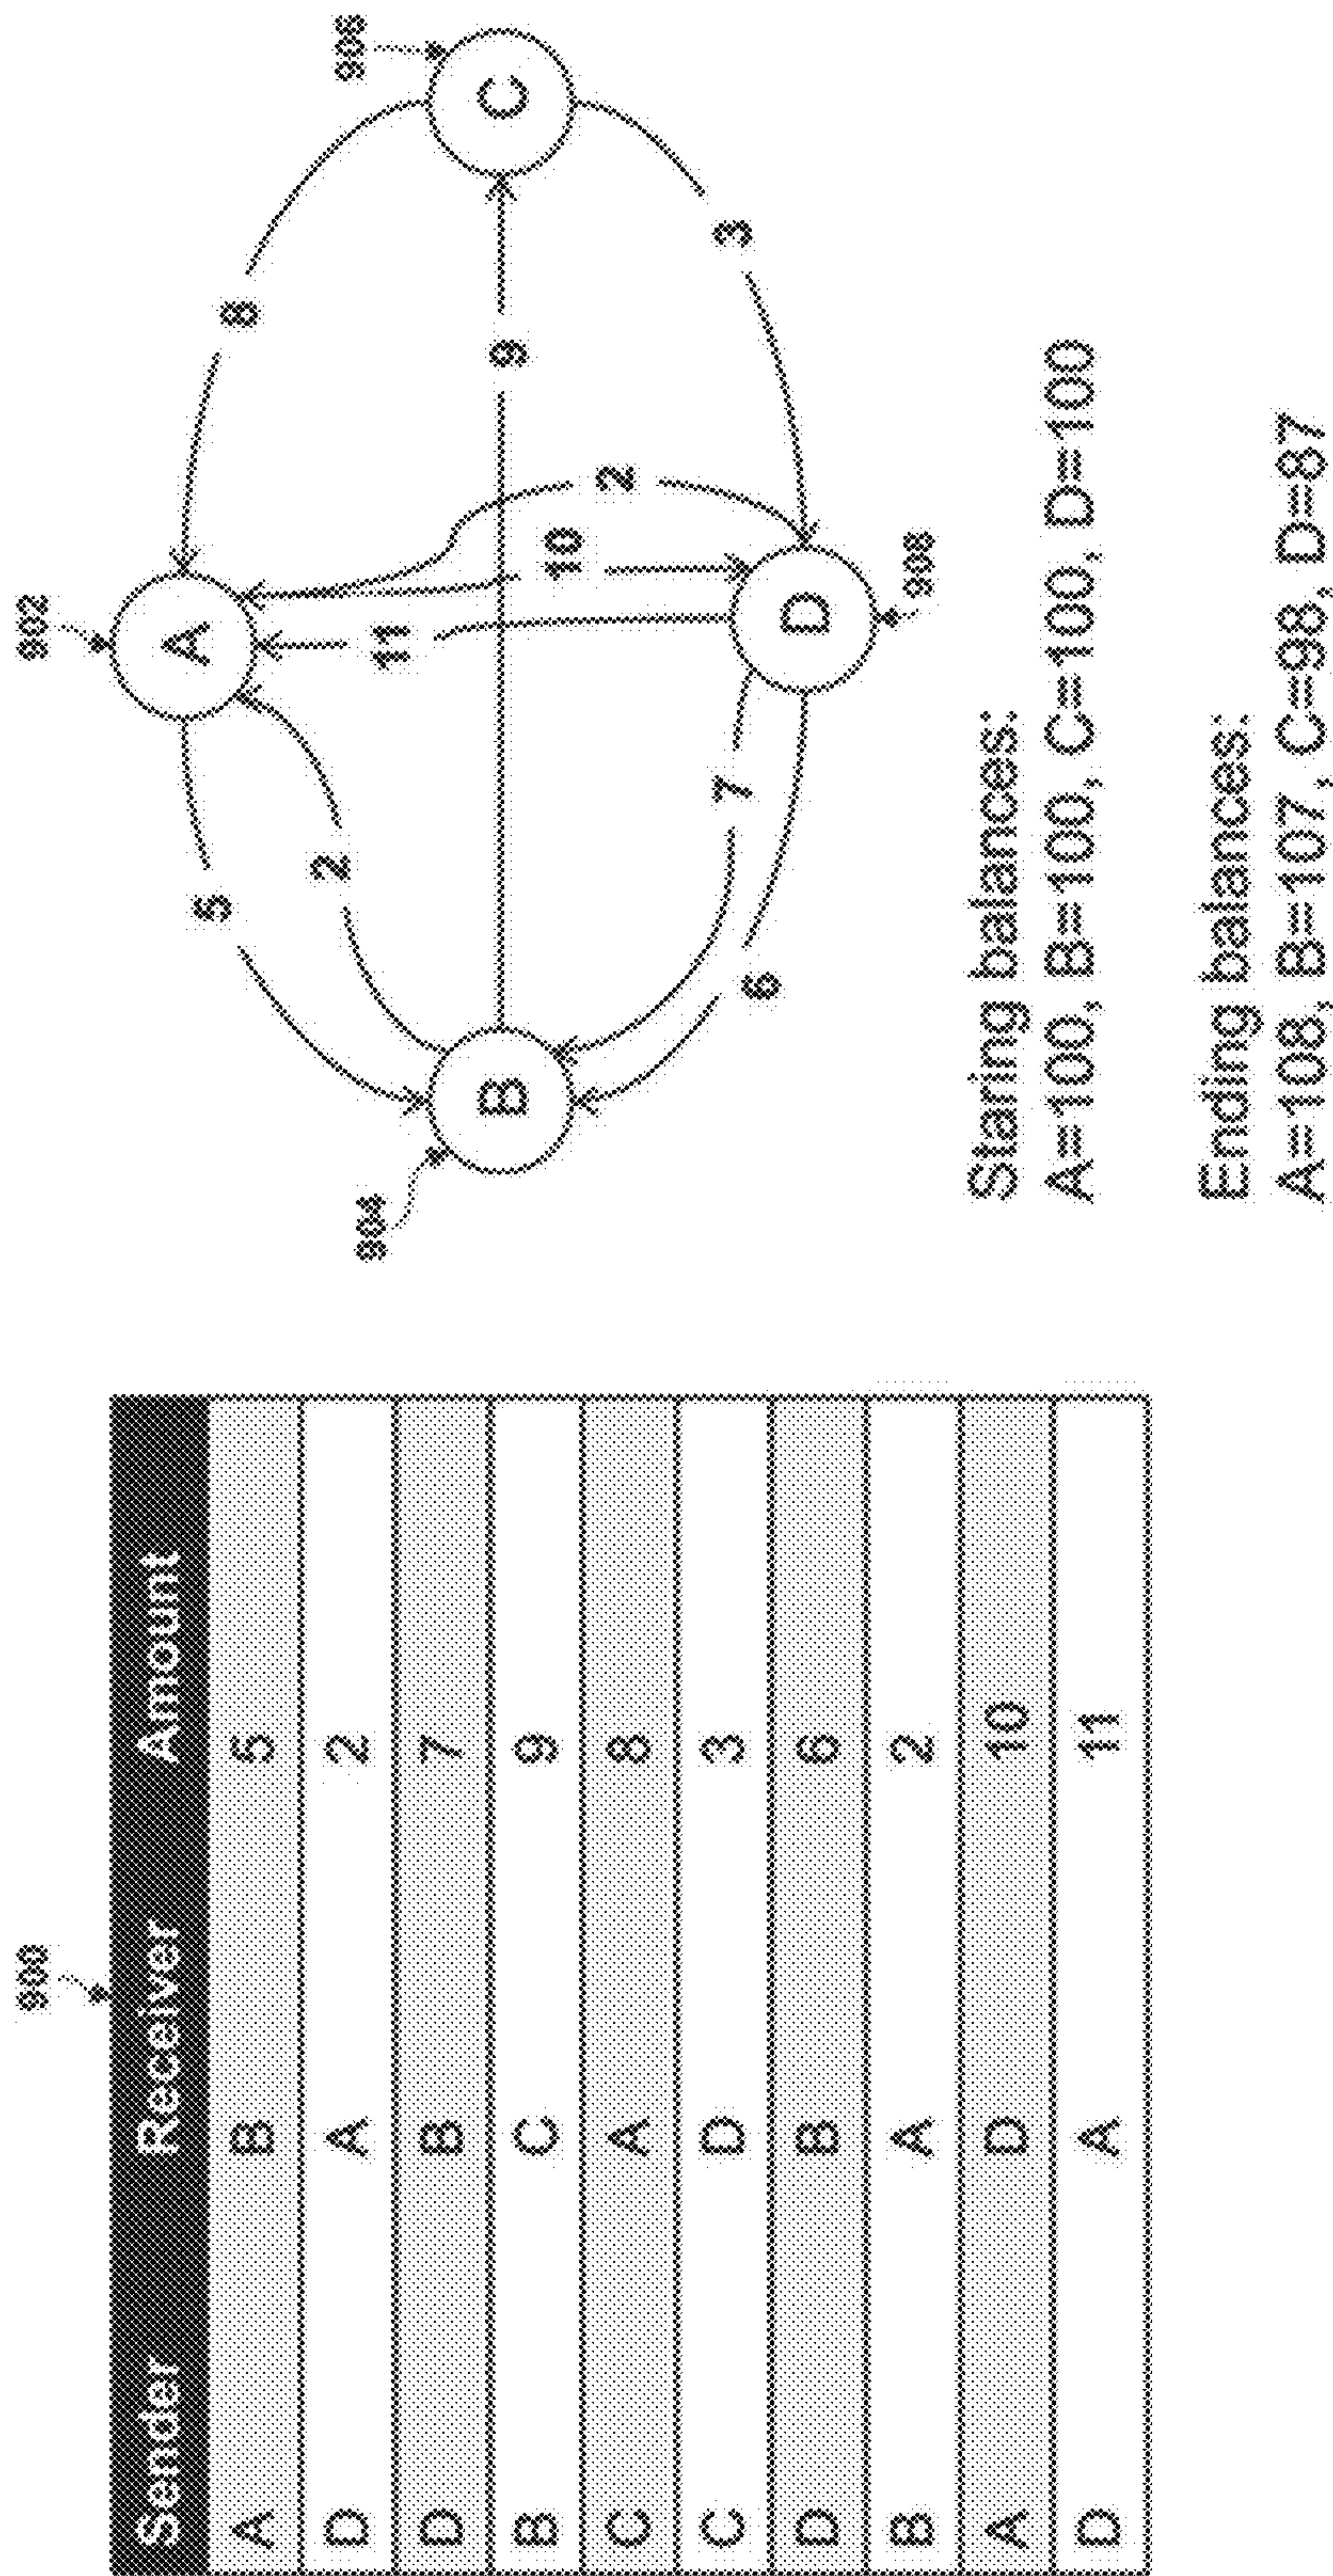 900
Sender Receiver Amount
A B 5
D A 2
D B 7
B C 9
C A 8
C D 3
D B 6
B A 2
A D 10
D A 11
902
A
904
B
906
C
908
D
5
2
8
9
11
10
2
7
6
3
Staring balances:
A=100, B=100, C=100, D=100
Ending balances:
A=108, B=107, C=98, D=87